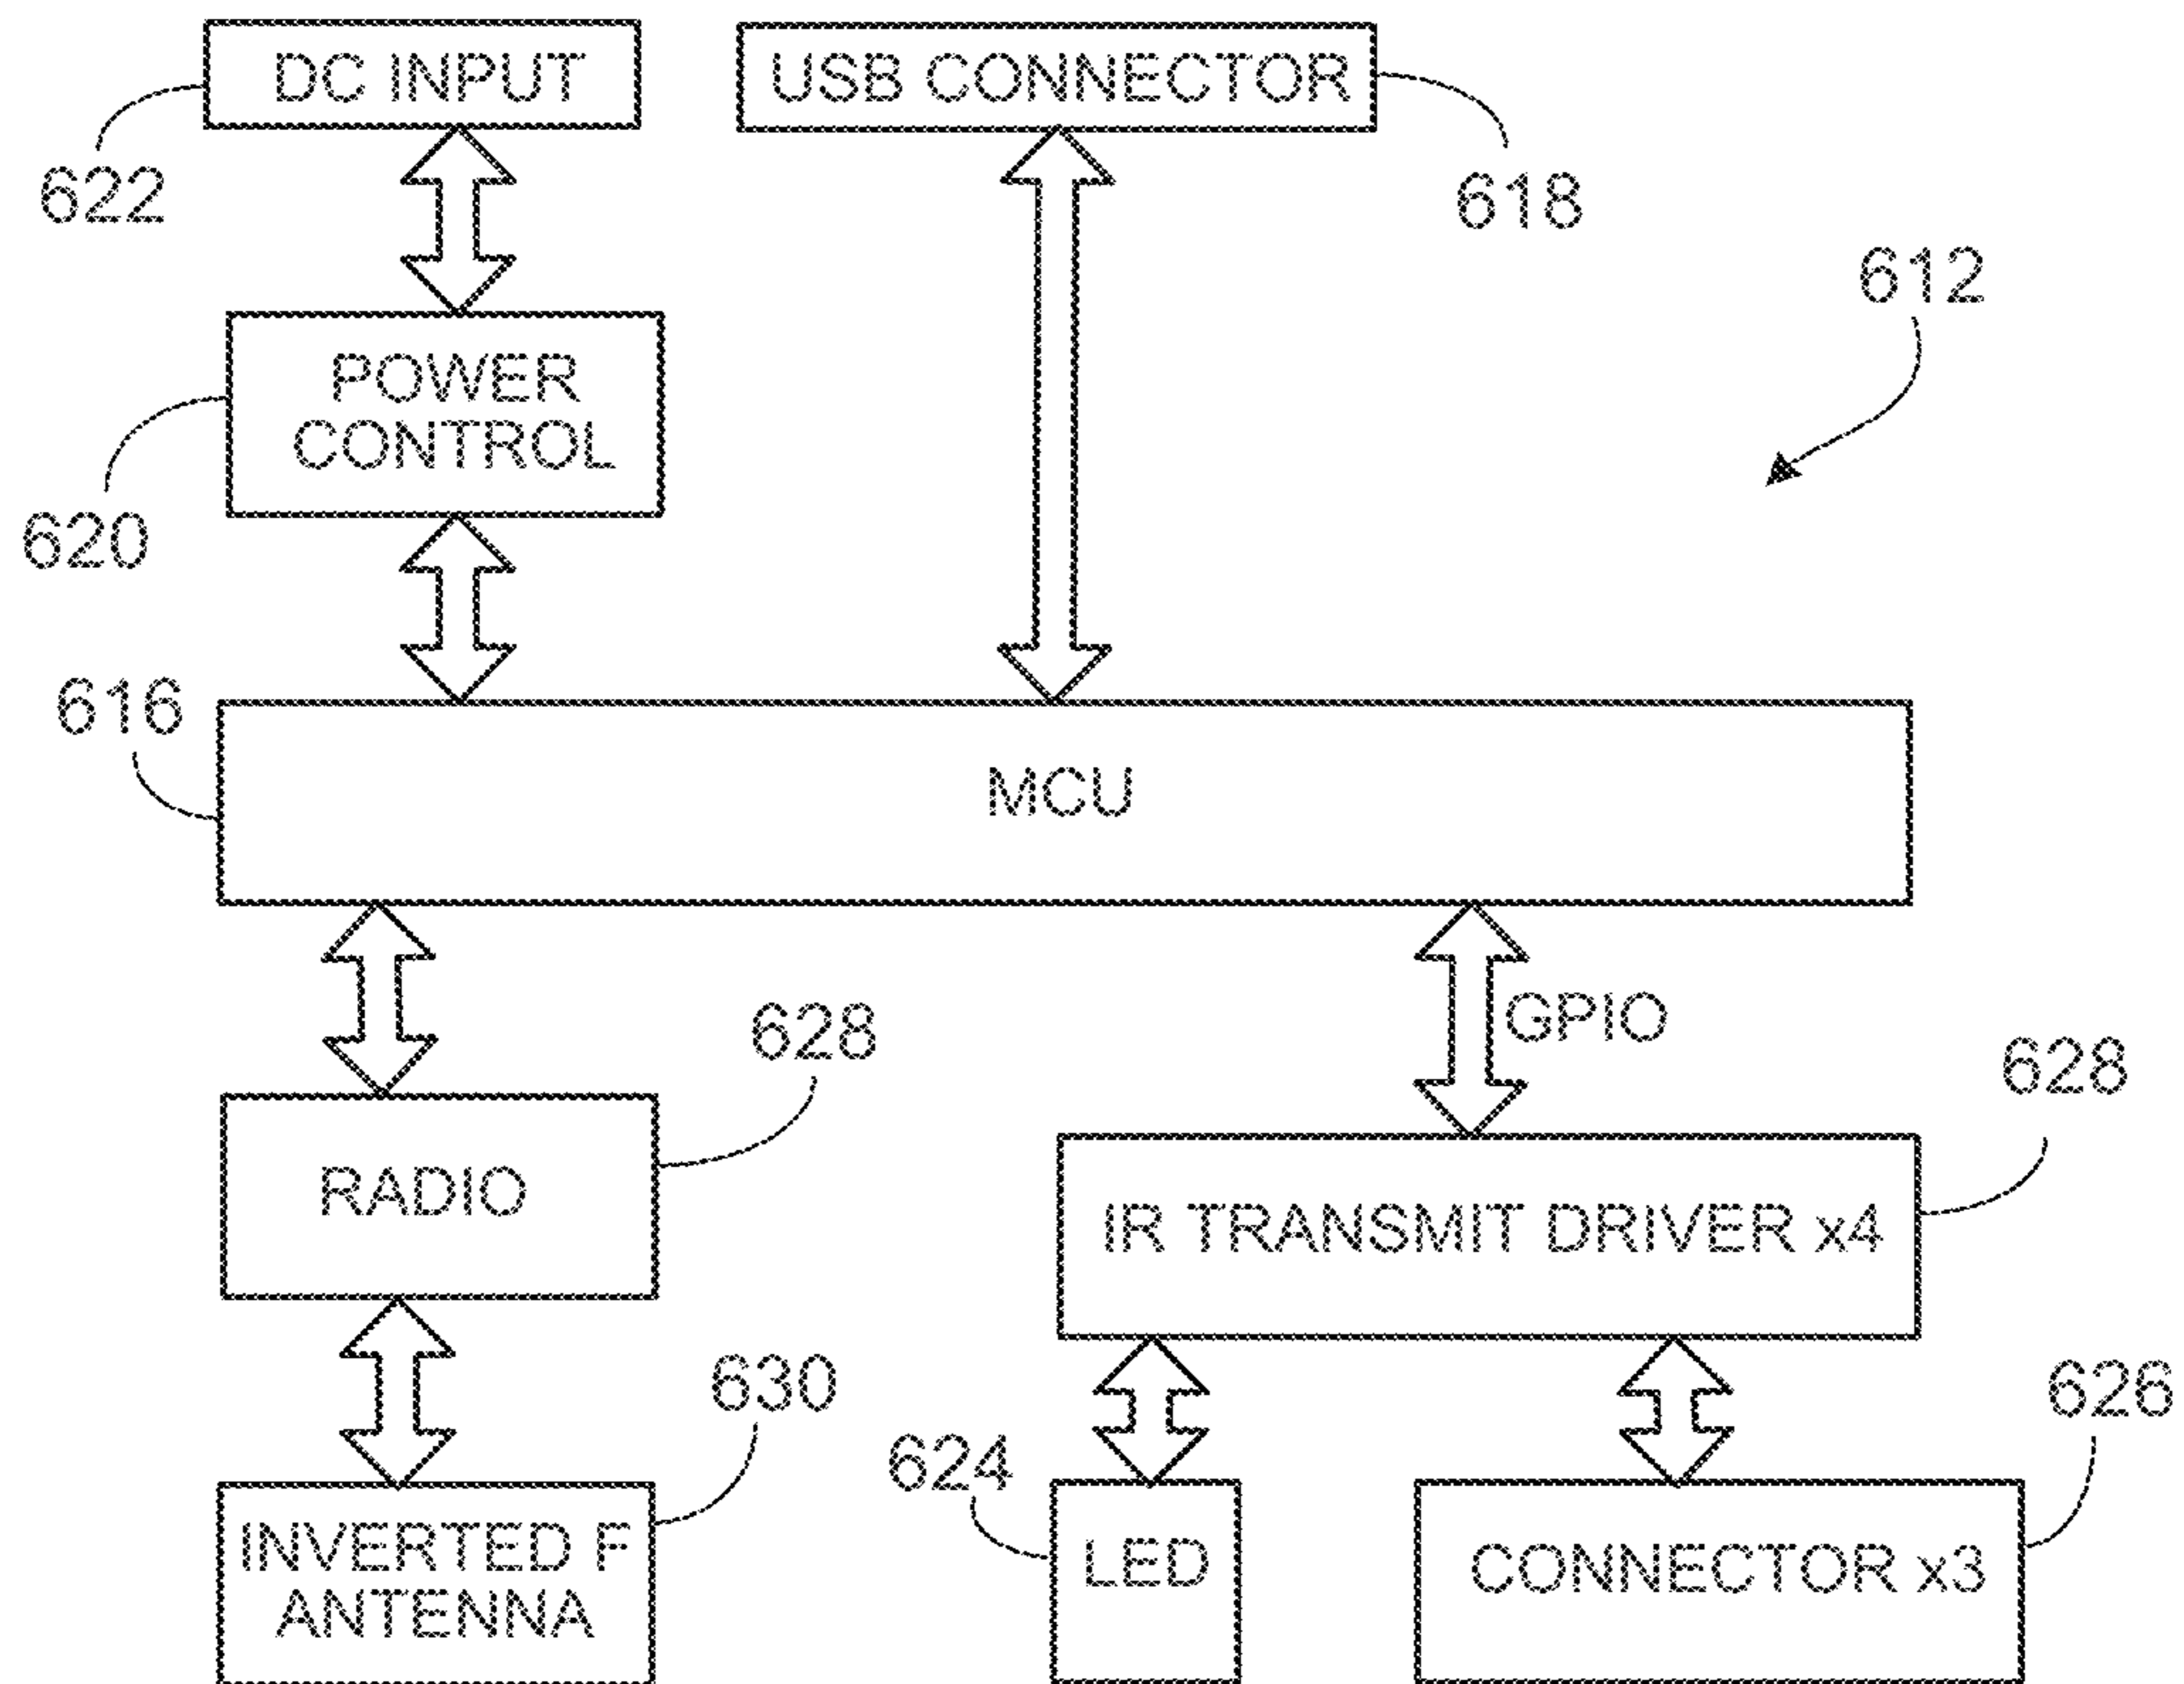 DC INPUT
USB CONNECTOR
622
618
612
POWER
CONTROL
620
616
MCU
628
GPIO
628
RADIO
IR TRANSMIT DRIVER x4
630
626
624
INVERTED F
ANTENNA
LED
CONNECTOR x3